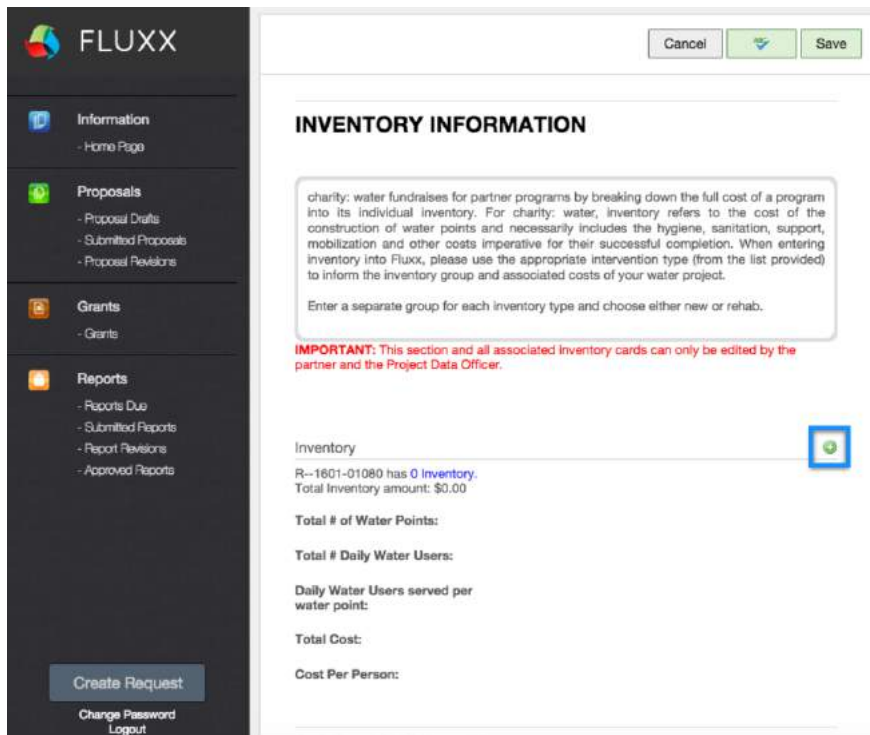 FLUXX
Information
- Home Page
Proposals
- Proposal Drafts
- Submitted Proposals
- Proposal Revisions
Grants
- Grants
Reports
- Reports Due
- Submitted Reports
- Report Revisions
- Approved Reports
Create Request
Change Password
Logout
Cancel
Save
INVENTORY INFORMATION
charity: water fundraises for partner programs by breaking down the full cost of a program
into its individual inventory. For charity: water, inventory refers to the cost of the
construction of water points and necessarily includes the hygiene, sanitation, support,
mobilization and other costs imperative for their successful completion. When entering
inventory into Fluxx, please use the appropriate intervention type (from the list provided)
to inform the inventory group and associated costs of your water project.
Enter a separate group for each inventory type and choose either new or rehab.
IMPORTANT: This section and all associated inventory cards can only be edited by the
partner and the Project Data Officer.
Inventory
R--1601-01080 has 0 Inventory.
Total Inventory amount: $0.00
Total # of Water Points:
Total # Daily Water Users:
Daily Water Users served per
water point:
Total Cost:
Cost Per Person: